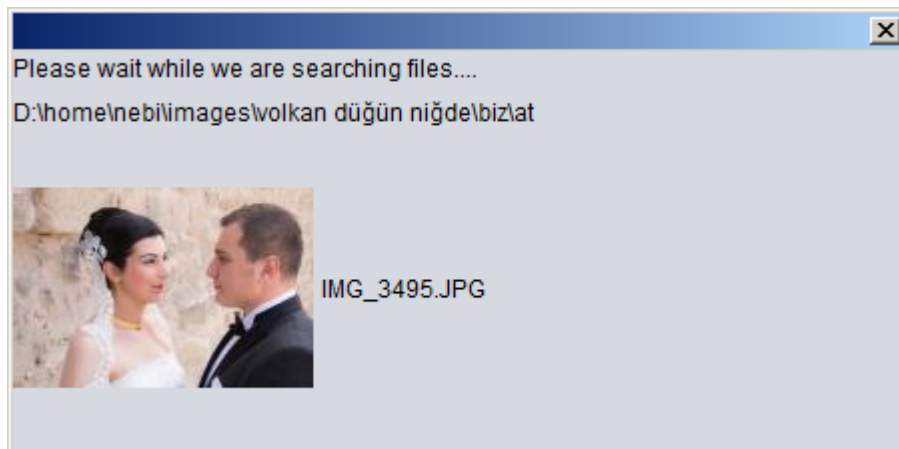 Please wait while we are searching files....
D:\home\nebi\images\volkan düğün niğde\biz\at
IMG_3495.JPG